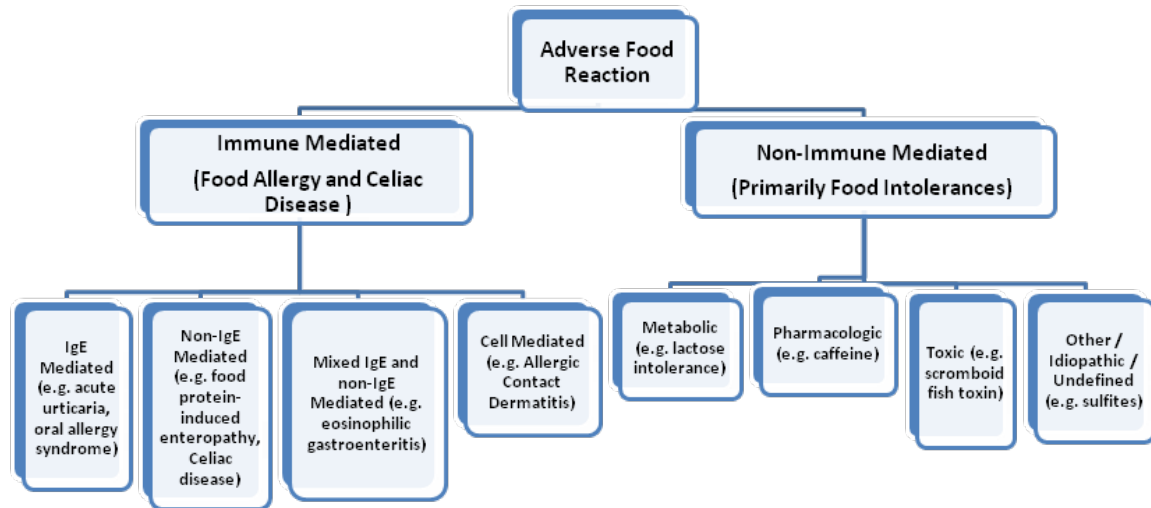 Adverse Food
Reaction
Immune Mediated
(Food Allergy and Celiac
Disease )
Non-Immune Mediated
(Primarily Food Intolerances)
IgE
Mediated
(e.g. acute
urticaria,
oral allergy
syndrome)
Non-IgE
Mediated
(e.g. food
protein-
induced
enteropathy,
Celiac
disease)
Mixed IgE and
non-IgE
Mediated (e.g.
eosinophilic
gastroenteritis)
Cell Mediated
(e.g. Allergic
Contact
Dermatitis)
Metabolic
(e.g. lactose
intolerance)
Pharmacologic
(e.g. caffeine)
Toxic (e.g.
scromboid
fish toxin)
Other /
Idiopathic /
Undefined
(e.g. sulfites)